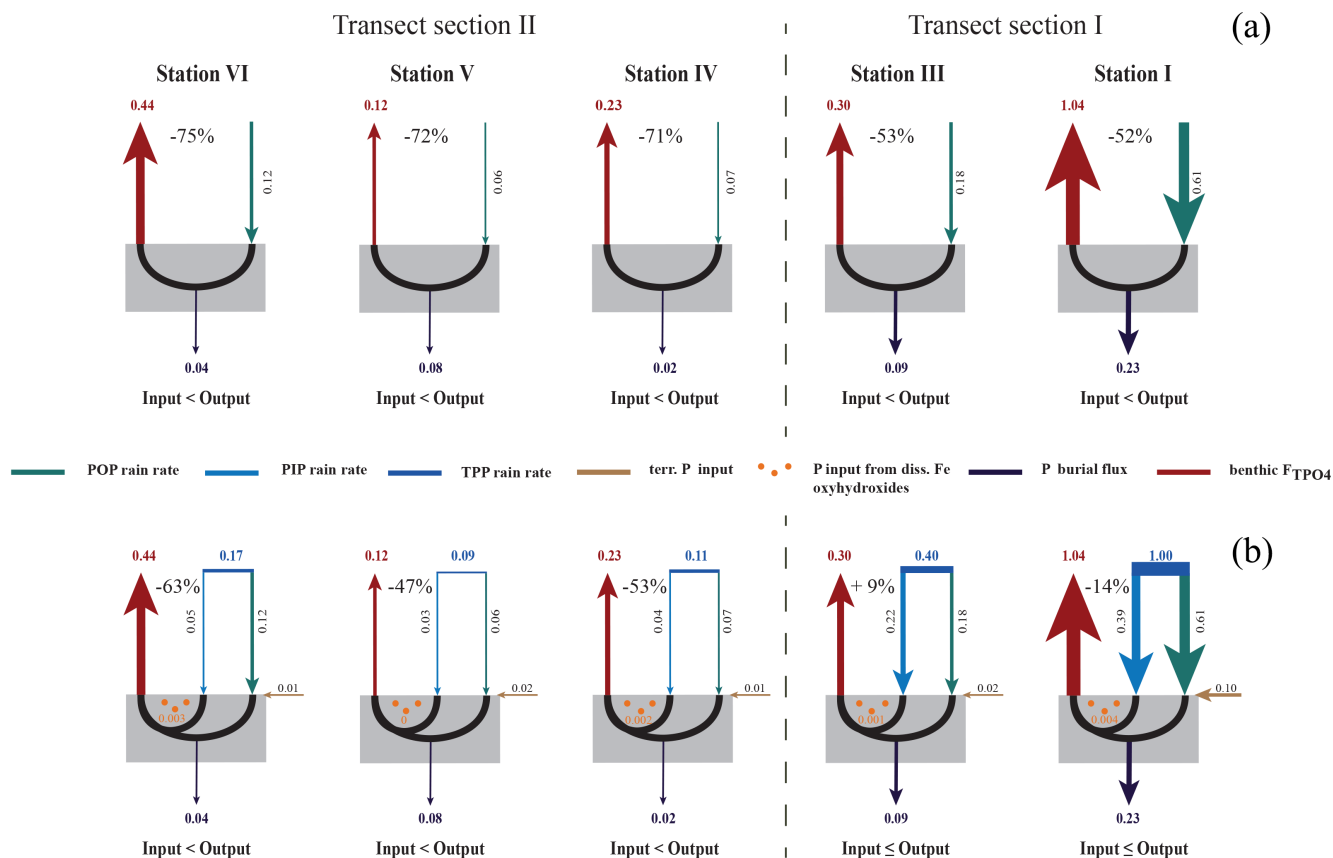 Transect section II
Transect section I
(a)
Station VI
Station V
Station IV
Station III
Station I
0.44
0.12
0.23
0.30
1.04
-75%
-72%
-71%
-53%
-52%
0.12
0.06
0.07
0.18
0.61
0.04
0.08
0.02
0.09
0.23
Input < Output
Input < Output
Input < Output
Input < Output
Input < Output
POP rain rate
PIP rain rate
TPP rain rate
terr. P input
P input from diss. Fe
oxyhydroxides
P burial flux
benthic FTPO4
(b)
0.44
0.17
0.12
0.09
0.23
0.11
0.30
0.40
1.04
1.00
-63%
-47%
-53%
+ 9%
-14%
0.05
0.12
0.03
0.06
0.04
0.07
0.22
0.18
0.39
0.61
0.01
0.02
0.01
0.02
0.10
0.003
0
0.002
0.001
0.004
0.04
0.08
0.02
0.09
0.23
Input < Output
Input < Output
Input < Output
Input ≤ Output
Input ≤ Output